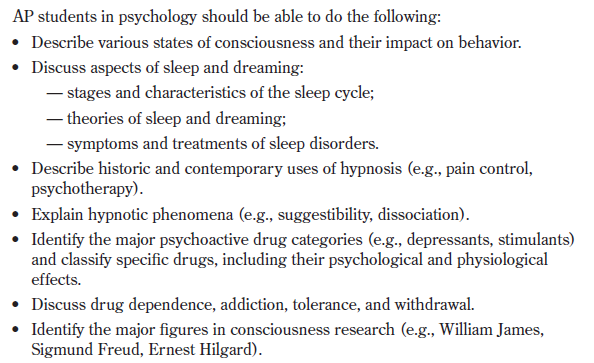 AP students in psychology should be able to do the following:
• Describe various states of consciousness and their impact on behavior.
• Discuss aspects of sleep and dreaming:
— stages and characteristics of the sleep cycle;
— theories of sleep and dreaming;
— symptoms and treatments of sleep disorders.
• Describe historic and contemporary uses of hypnosis (e.g., pain control,
psychotherapy).
• Explain hypnotic phenomena (e.g., suggestibility, dissociation).
• Identify the major psychoactive drug categories (e.g., depressants, stimulants)
and classify specific drugs, including their psychological and physiological
effects.
• Discuss drug dependence, addiction, tolerance, and withdrawal.
• Identify the major figures in consciousness research (e.g., William James,
Sigmund Freud, Ernest Hilgard).